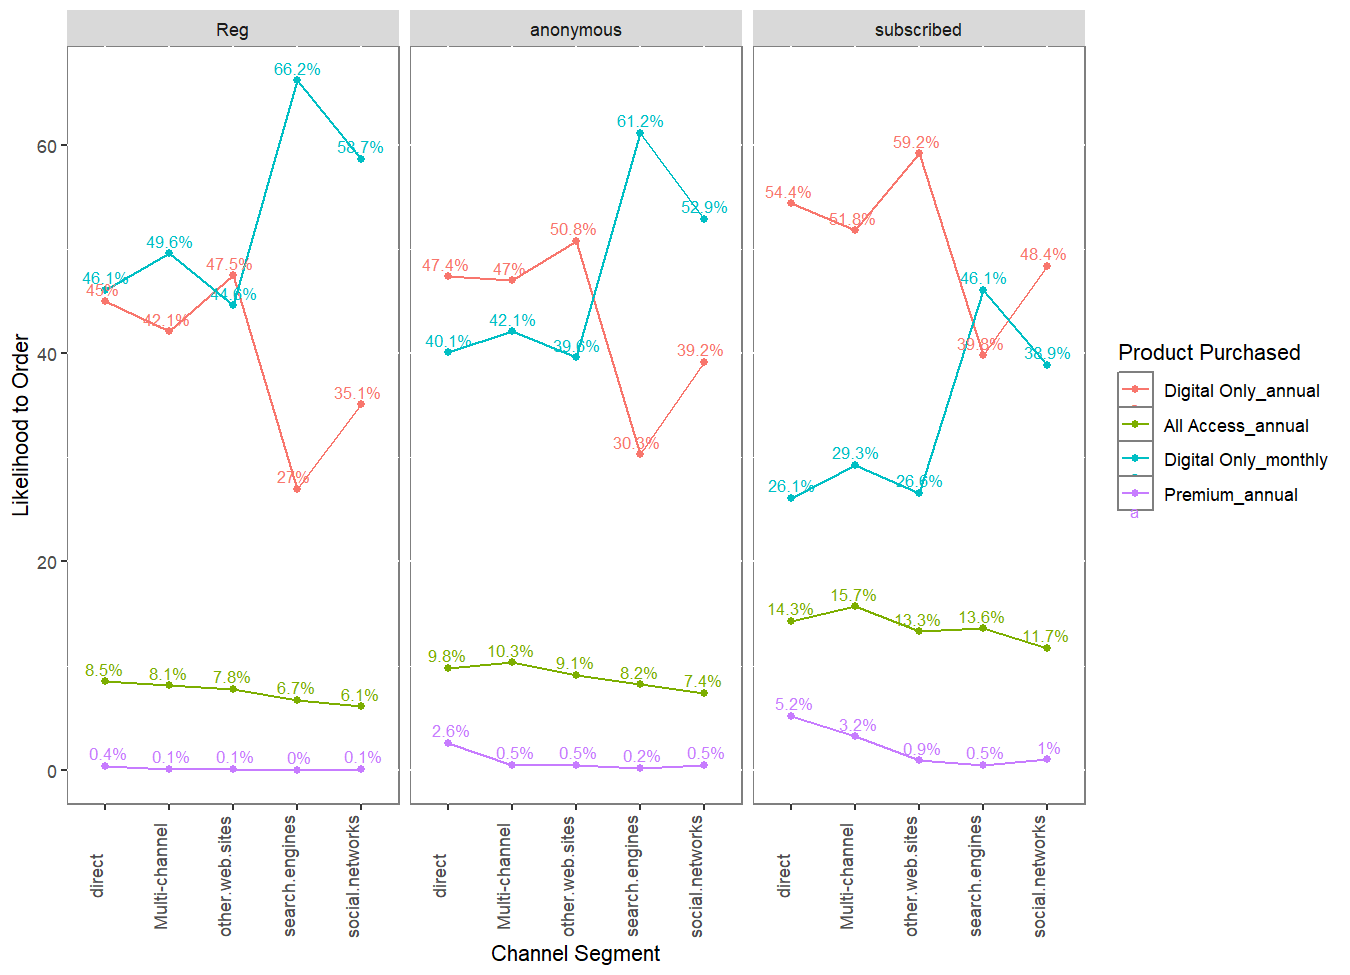 Reg
anonymous
subscribed
Likelihood to Order
60
40
20
0
66.2%
58.7%
49.6%
46.1%
45%
47.5%
44.6%
42.1%
35.1%
27%
8.5%
8.1%
7.8%
6.7%
6.1%
0.4%
0.1%
0.1%
0%
0.1%
61.2%
52.9%
50.8%
47.4%
47%
40.1%
42.1%
39.6%
39.2%
30.3%
9.8%
10.3%
9.1%
8.2%
7.4%
2.6%
0.5%
0.5%
0.2%
0.5%
59.2%
54.4%
51.8%
48.4%
46.1%
39.8%
38.9%
29.3%
26.1%
26.6%
14.3%
15.7%
13.3%
13.6%
11.7%
5.2%
3.2%
0.9%
0.5%
1%
direct
Multi-channel
other.web.sites
search.engines
social.networks
direct
Multi-channel
other.web.sites
search.engines
social.networks
direct
Multi-channel
other.web.sites
search.engines
social.networks
Channel Segment
Product Purchased
Digital Only_annual
All Access_annual
Digital Only_monthly
Premium_annual
a